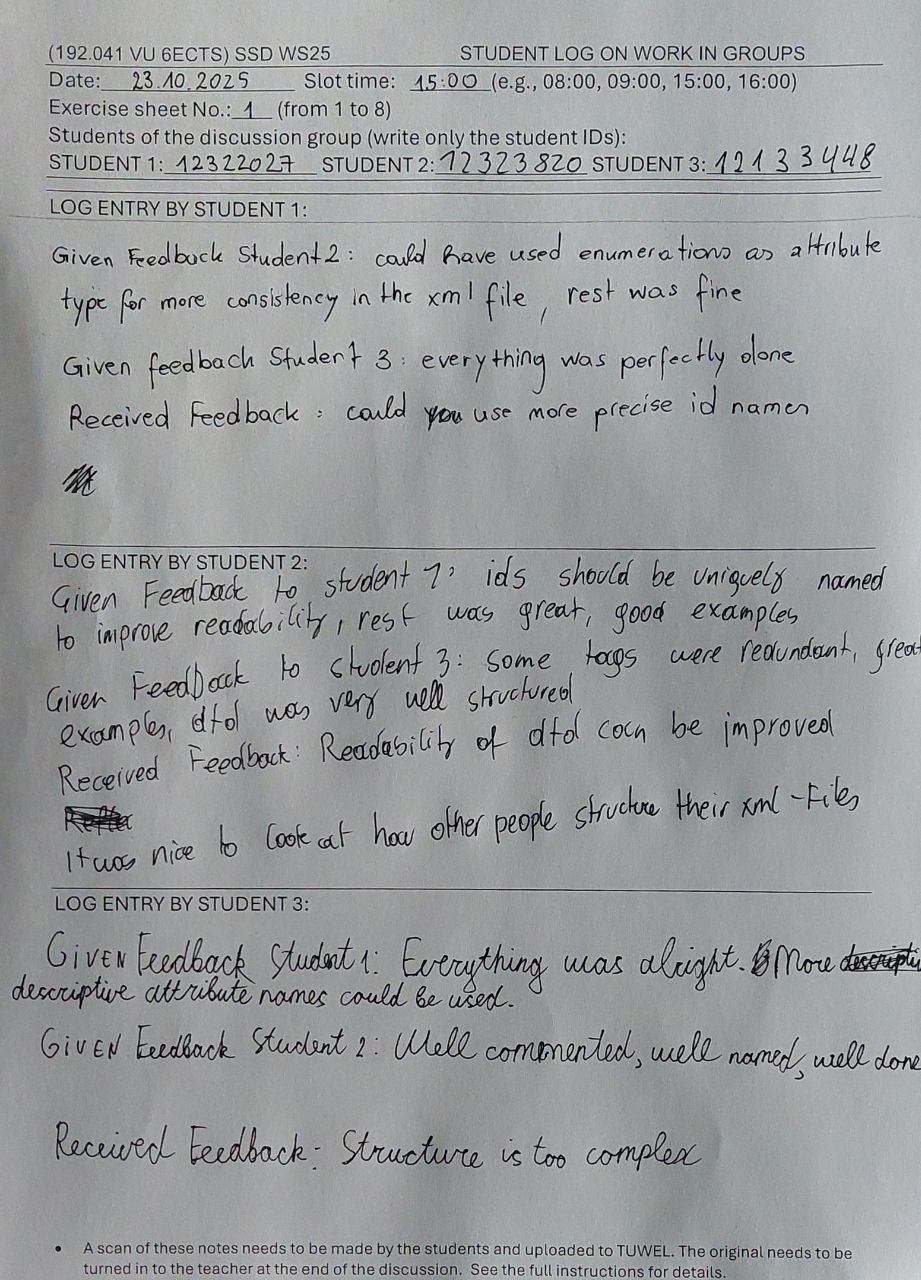 (192.041 VU 6ECTS) SSD WS25 STUDENT LOG ON WORK IN GROUPS
Date: 23.10.2025 Slot time: 15:00 (e.g., 08:00, 09:00, 15:00, 16:00)
Exercise sheet No.: 1 (from 1 to 8)
Students of the discussion group (write only the student IDs):
STUDENT 1: 12322027 STUDENT 2: 12323820 STUDENT 3: 12133448
LOG ENTRY BY STUDENT 1:
Given Feedback Student 2: could have used enumerations as attribute
type for more consistency in the xml file, rest was fine
Given feedback Student 3: everything was perfectly done
Received Feedback: could you use more precise id names
LOG ENTRY BY STUDENT 2:
Given Feedback to student 1: ids should be uniquely named
to improve readability, rest was great, good examples
Given Feedback to student 3: some tags were redundant, great
examples, dtd was very well structured
Received Feedback: Readability of dtd can be improved
It was nice to look at how other people structure their xml-Files
LOG ENTRY BY STUDENT 3:
GIVEN Feedback Student 1: Everything was alright. More
descriptive attribute names could be used.
GIVEN Feedback Student 2: Well commented, well named, well done
Received Feedback: Structure is too complex
• A scan of these notes needs to be made by the students and uploaded to TUWEL. The original needs to be
turned in to the teacher at the end of the discussion. See the full instructions for details.